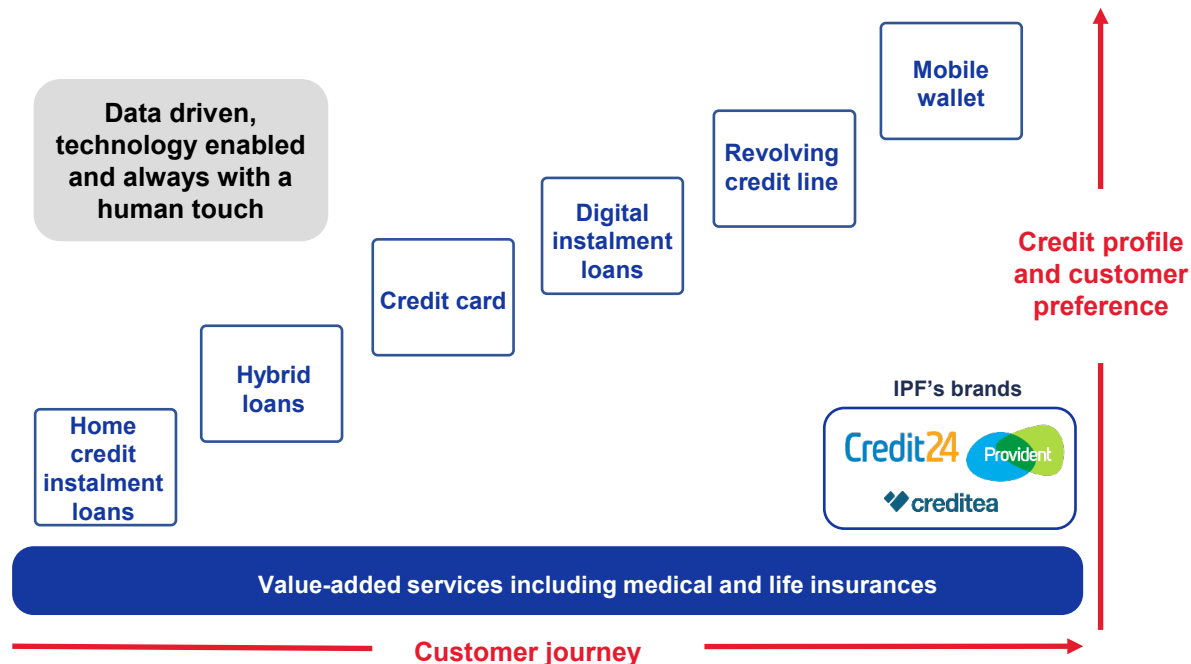 Mobile
wallet
Data driven,
technology enabled
and always with a
human touch
Revolving
credit line
Digital
instalment
loans
Credit profile
and customer
preference
Credit card
Hybrid
loans
IPF's brands
Home
credit
instalment
loans
Credit24
Provident
creditea
Value-added services including medical and life insurances
Customer journey